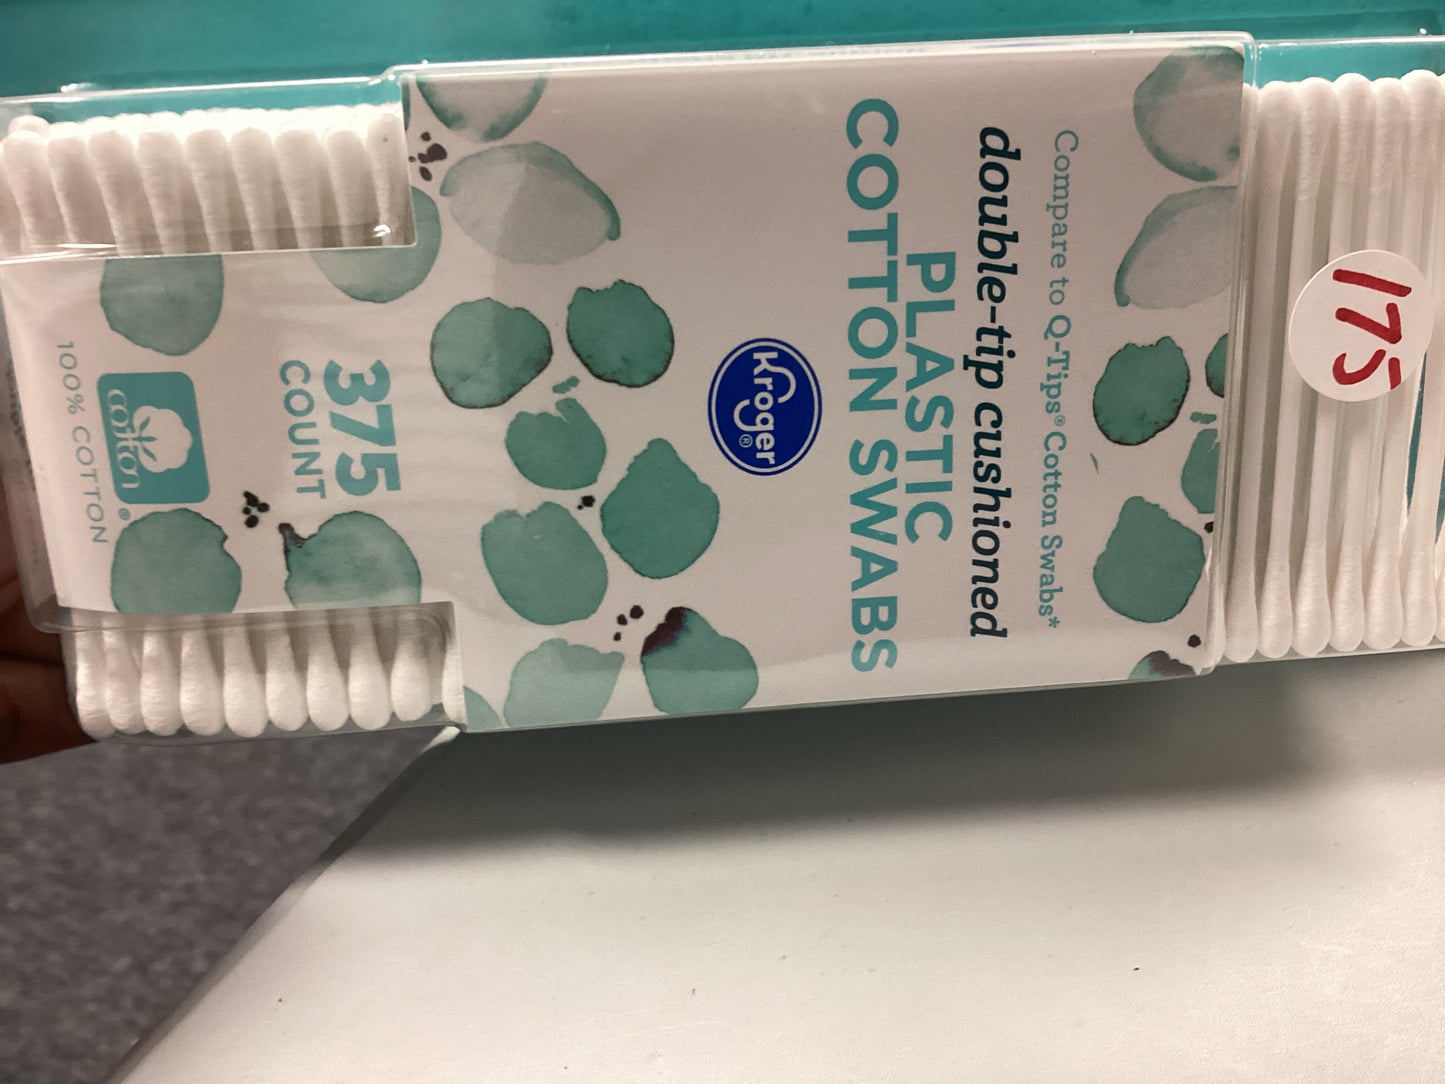 Compare to Q-Tips® Cotton Swabs*
double-tip cushioned
PLASTIC
COTTON SWABS
Kroger®
375
COUNT
cotton®
100% COTTON
175